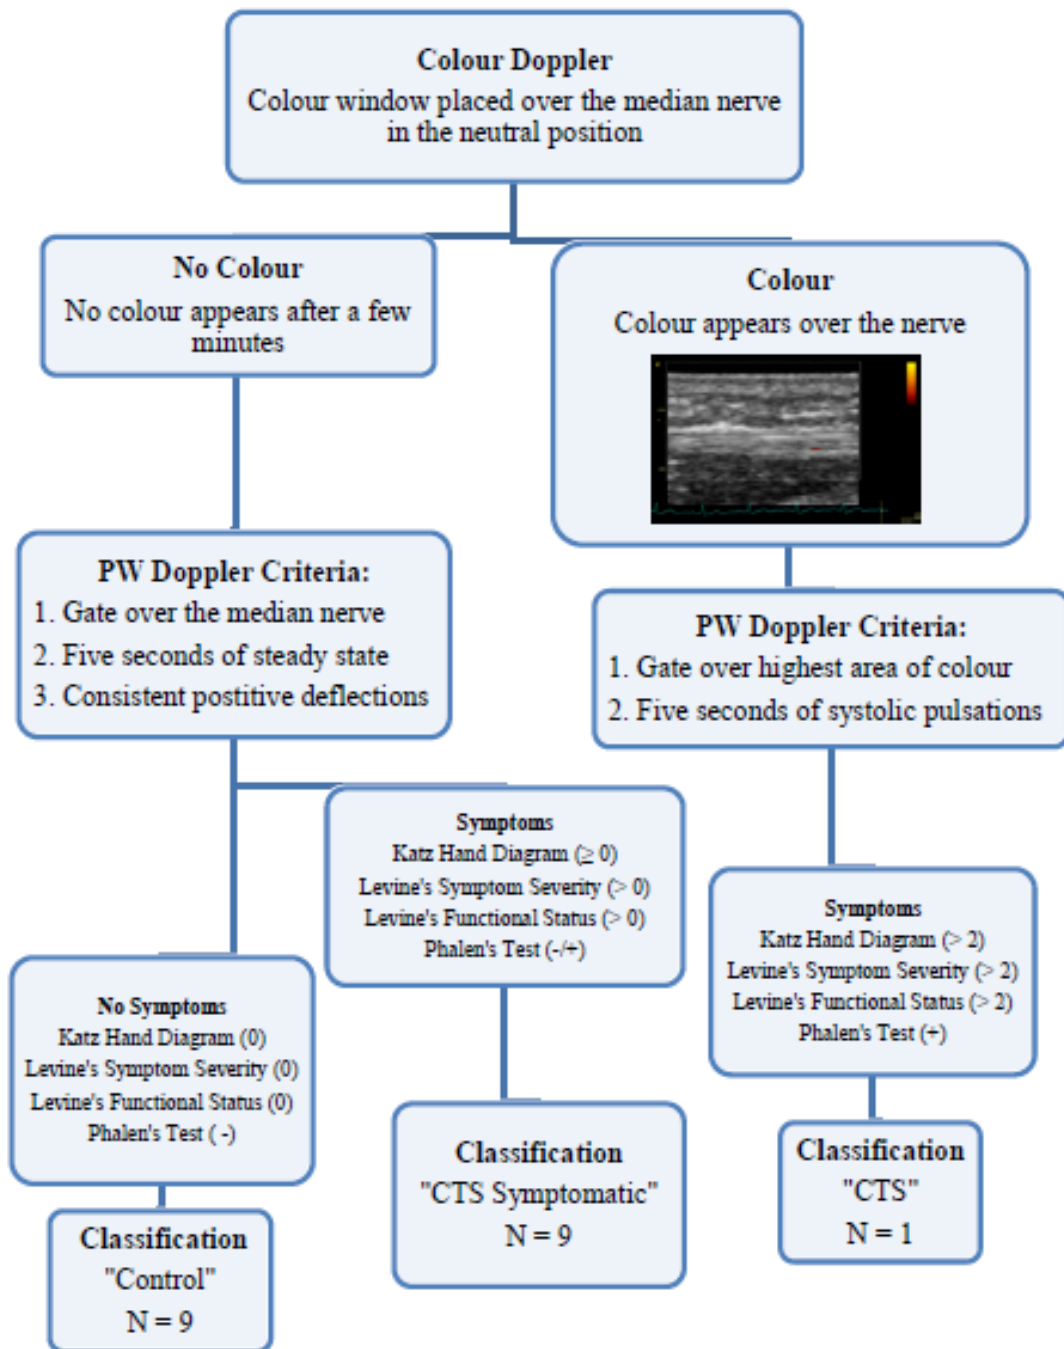 Colour Doppler
Colour window placed over the median nerve
in the neutral position
No Colour
No colour appears after a few
minutes
Colour
Colour appears over the nerve
PW Doppler Criteria:
1. Gate over the median nerve
2. Five seconds of steady state
3. Consistent postitive deflections
PW Doppler Criteria:
1. Gate over highest area of colour
2. Five seconds of systolic pulsations
Symptoms
Katz Hand Diagram (≥ 0)
Levine's Symptom Severity (> 0)
Levine's Functional Status (> 0)
Phalen's Test (-/+)
Symptoms
Katz Hand Diagram (> 2)
Levine's Symptom Severity (> 2)
Levine's Functional Status (> 2)
Phalen's Test (+)
No Symptoms
Katz Hand Diagram (0)
Levine's Symptom Severity (0)
Levine's Functional Status (0)
Phalen's Test ( -)
Classification
"CTS Symptomatic"
N = 9
Classification
"CTS"
N = 1
Classification
"Control"
N = 9